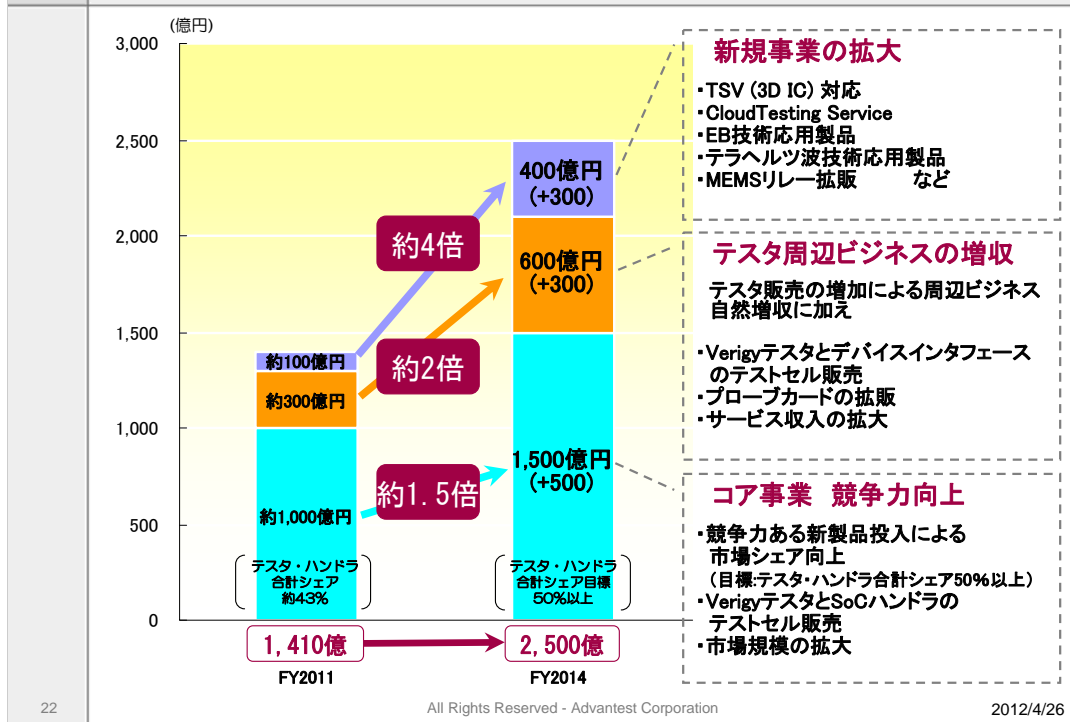 (億円)
3,000
2,500
2,000
1,500
1,000
500
0
約100億円
約300億円
約1,000億円
テスタ・ハンドラ
合計シェア
約43%
1,410億
FY2011
約4倍
約2倍
約1.5倍
400億円
(+300)
600億円
(+300)
1,500億円
(+500)
テスタ・ハンドラ
合計シェア目標
50%以上
2,500億
FY2014
新規事業の拡大
・TSV (3D IC) 対応
・CloudTesting Service
・EB技術応用製品
・テラヘルツ波技術応用製品
・MEMSリレー拡販 など
テスタ周辺ビジネスの増収
テスタ販売の増加による周辺ビジネス
自然増収に加え
・Verigyテスタとデバイスインタフェース
のテストセル販売
・プローブカードの拡販
・サービス収入の拡大
コア事業 競争力向上
・競争力ある新製品投入による
市場シェア向上
(目標:テスタ・ハンドラ合計シェア50%以上)
・VerigyテスタとSoCハンドラの
テストセル販売
・市場規模の拡大
22
All Rights Reserved - Advantest Corporation
2012/4/26